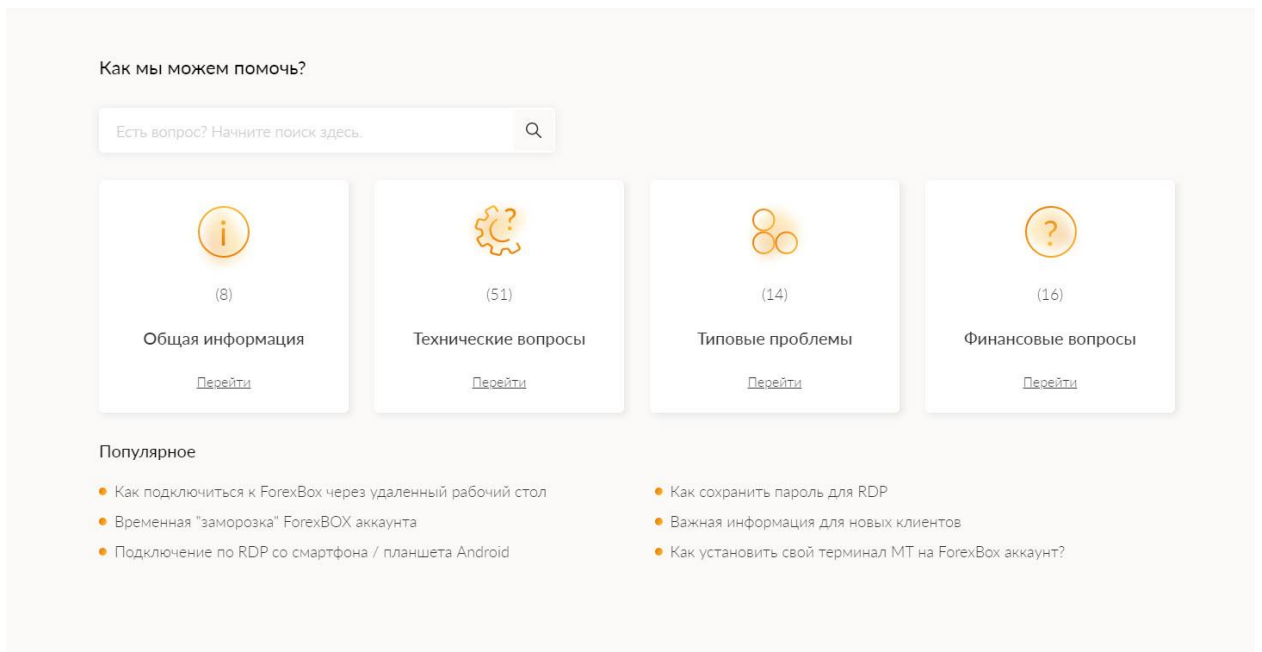 Как мы можем помочь?
Есть вопрос? Начните поиск здесь.
(8)
Общая информация
Перейти
(51)
Технические вопросы
Перейти
(14)
Типовые проблемы
Перейти
(16)
Финансовые вопросы
Перейти
Популярное
Как подключиться к ForexBox через удаленный рабочий стол
Временная "заморозка" ForexBOX аккаунта
Подключение по RDP со смартфона / планшета Android
Как сохранить пароль для RDP
Важная информация для новых клиентов
Как установить свой терминал МТ на ForexBox аккаунт?